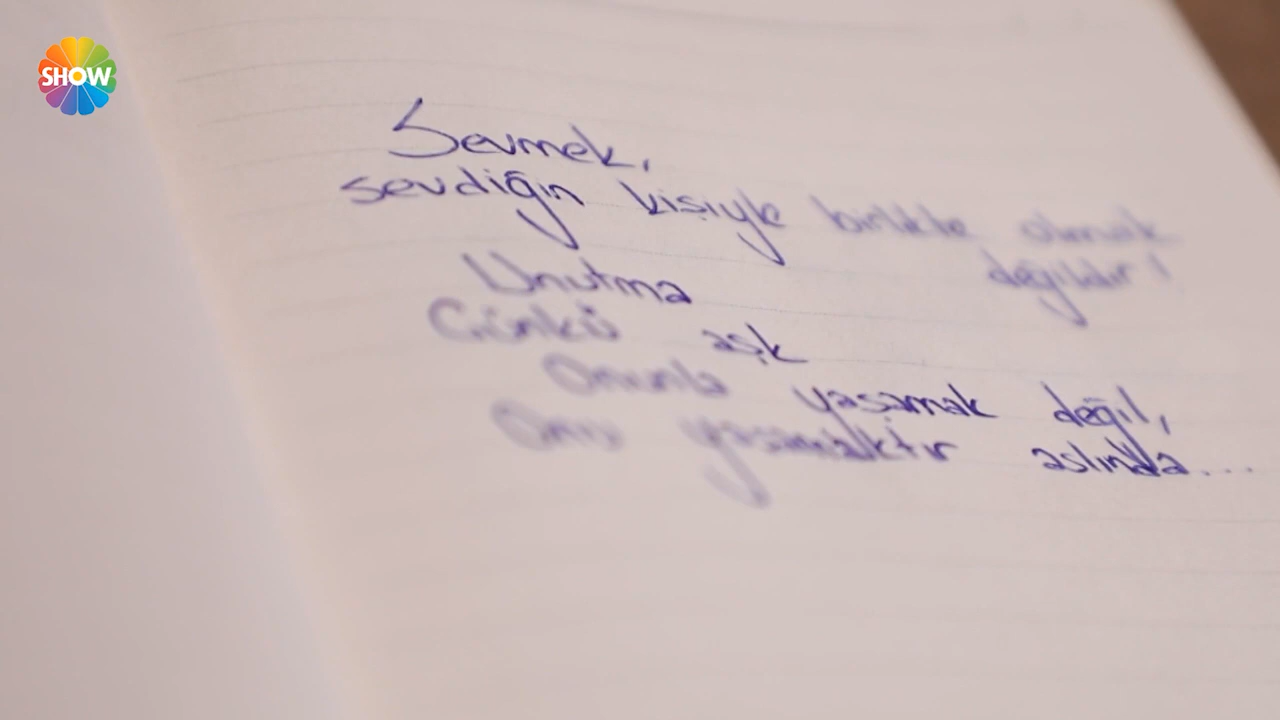 SHOW
Sevmek,
sevdiğin kişiyle birlikte olmak
değildir!
Unutma
Çünkü aşk
Onunla yaşamak değil,
Onu yaşamaktır aslında...